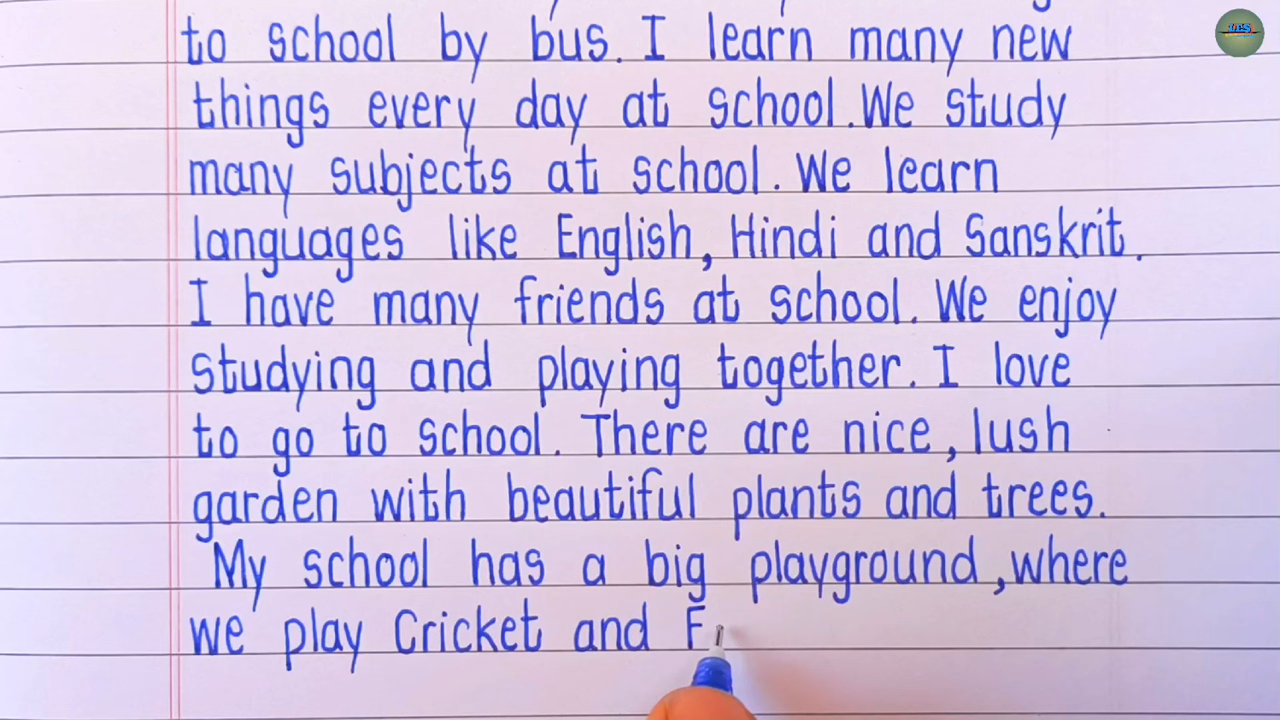 to school by bus. I learn many new
things every day at school. We study
many subjects at school. We learn
languages like English, Hindi and Sanskrit.
I have many friends at school. We enjoy
studying and playing together. I love
to go to school. There are nice, lush
garden with beautiful plants and trees.
My school has a big playground, where
we play Cricket and F